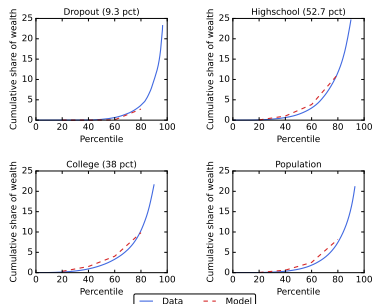 Dropout (9.3 pct)
Highschool (52.7 pct)
Cumulative share of wealth
25
20
15
10
5
0
0 20 40 60 80 100
Percentile
Cumulative share of wealth
25
20
15
10
5
0
0 20 40 60 80 100
Percentile
College (38 pct)
Population
Cumulative share of wealth
25
20
15
10
5
0
0 20 40 60 80 100
Percentile
Cumulative share of wealth
25
20
15
10
5
0
0 20 40 60 80 100
Percentile
Data Model